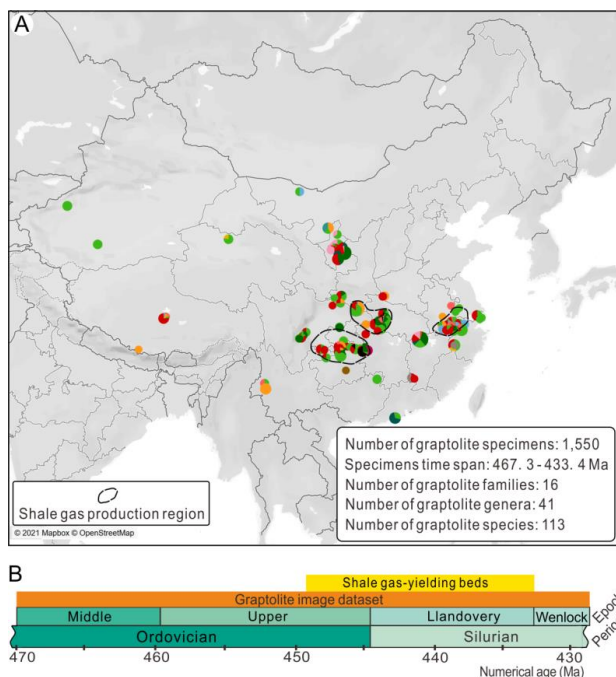 A
Number of graptolite specimens: 1,550
Specimens time span: 467. 3 - 433. 4 Ma
Number of graptolite families: 16
Number of graptolite genera: 41
Number of graptolite species: 113
Shale gas production region
© 2021 Mapbox © OpenStreetMap
B
Shale gas-yielding beds
Graptolite image dataset
Middle Upper Llandovery Wenlock Epoch
Ordovician Silurian
470 460 450 440 430
Numerical age (Ma)